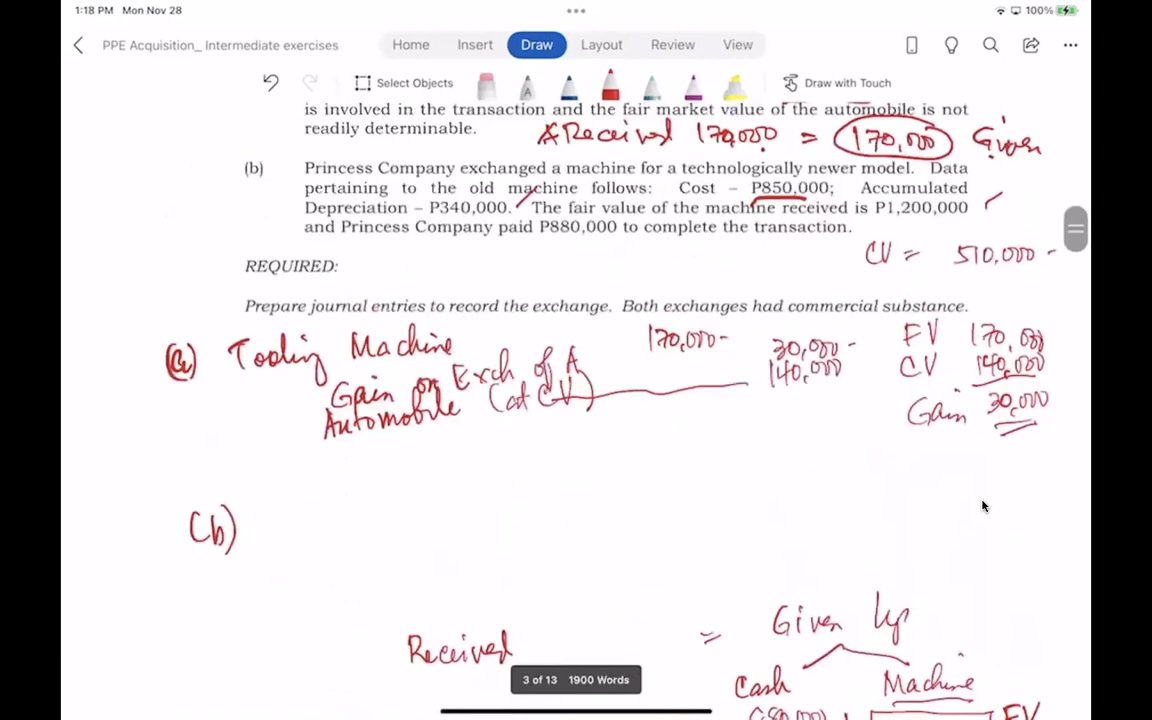 1:18 PM Mon Nov 28
100%
PPE Acquisition_ Intermediate exercises
Home Insert Draw Layout Review View
Select Objects
A
Draw with Touch
is involved in the transaction and the fair market value of the automobile is not
readily determinable.
Received 170,000 = 170,000 Given
(b) Princess Company exchanged a machine for a technologically newer model. Data
pertaining to the old machine follows: Cost – P850,000; Accumulated
Depreciation – P340,000. The fair value of the machine received is P1,200,000
and Princess Company paid P880,000 to complete the transaction.
CV = 510,000 -
REQUIRED:
Prepare journal entries to record the exchange. Both exchanges had commercial substance.
(a) Tooling Machine 170,000-
Gain on Exch of A 30,000-
Automobile (at CV) 140,000
FV 170,000
CV 140,000
Gain 30,000
(b)
Received = Given Up
Cash Machine
3 of 13 1900 Words
FV